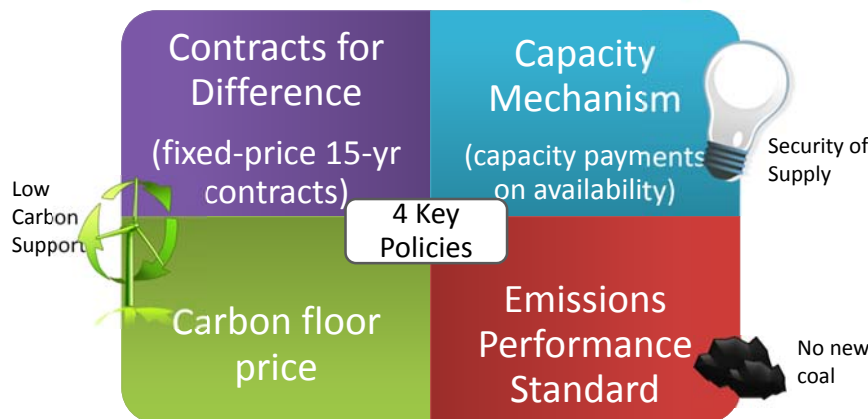 Contracts for
Difference
(fixed-price 15-yr
contracts)
Capacity
Mechanism
(capacity payments
on availability)
Security of
Supply
Low
Carbon
Support
4 Key
Policies
Carbon floor
price
Emissions
Performance
Standard
No new
coal